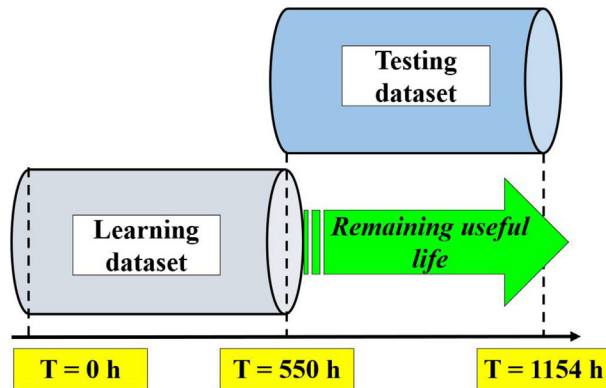 Testing
dataset
Learning
dataset
Remaining useful
life
T = 0 h
T = 550 h
T = 1154 h